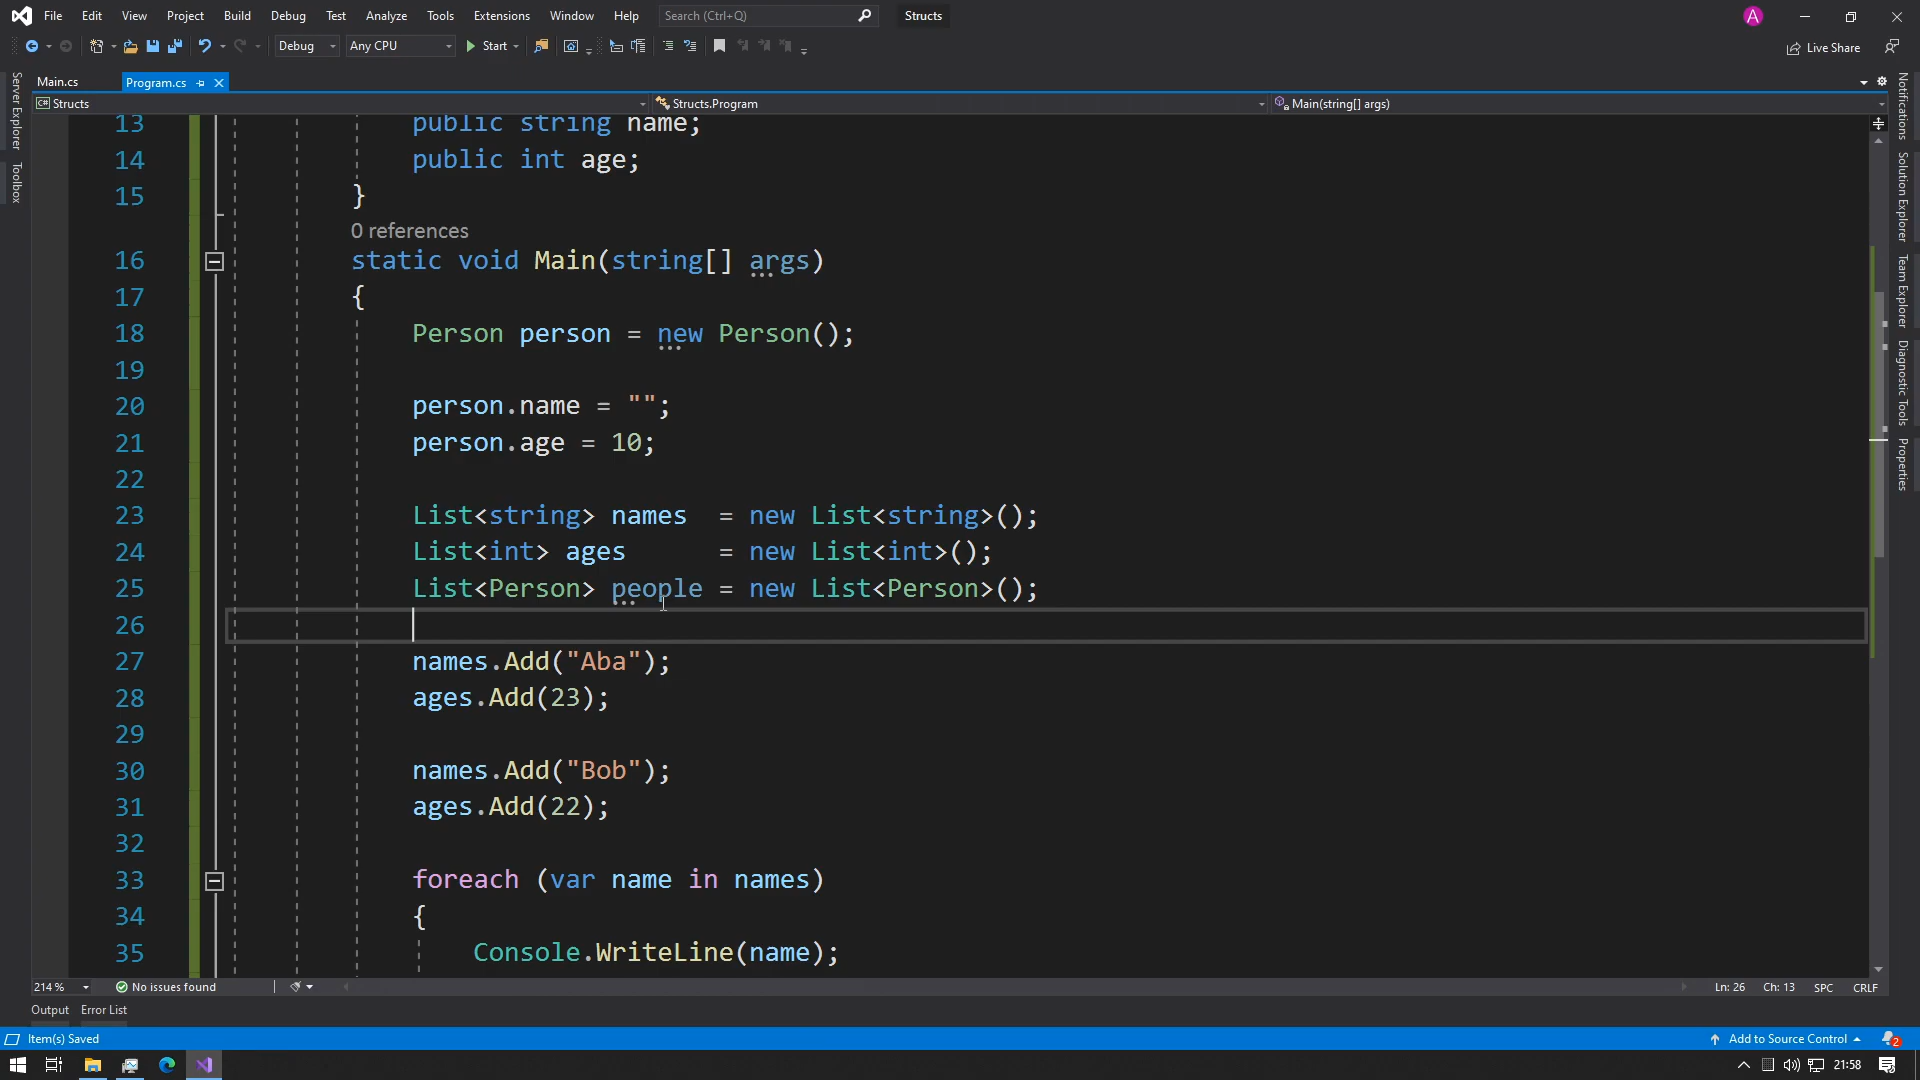 File Edit View Project Build Debug Test Analyze Tools Extensions Window Help Search (Ctrl+Q) Structs A
Debug Any CPU Start Live Share
Main.cs Program.cs
Structs Structs.Program Main(string[] args)
Server Explorer
Toolbox
13 public string name;
14 public int age;
15 }
0 references
16 static void Main(string[] args)
17 {
18 Person person = new Person();
19
20 person.name = "";
21 person.age = 10;
22
23 List<string> names = new List<string>();
24 List<int> ages = new List<int>();
25 List<Person> people = new List<Person>();
26
27 names.Add("Aba");
28 ages.Add(23);
29
30 names.Add("Bob");
31 ages.Add(22);
32
33 foreach (var name in names)
34 {
35 Console.WriteLine(name);
Notifications
Solution Explorer
Team Explorer
Diagnostic Tools
Properties
214 % No issues found Ln: 26 Ch: 13 SPC CRLF
Output Error List
Item(s) Saved Add to Source Control 2
21:58